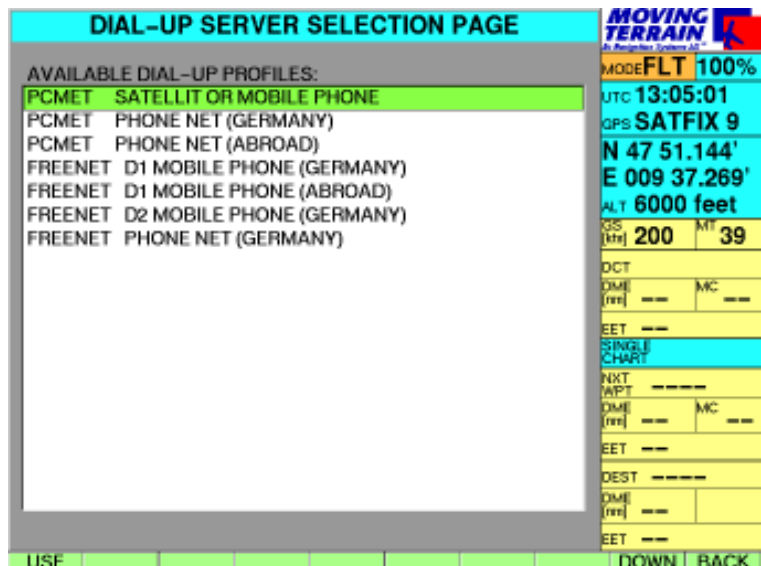 DIAL-UP SERVER SELECTION PAGE
AVAILABLE DIAL-UP PROFILES:
PCMET SATELLIT OR MOBILE PHONE
PCMET PHONE NET (GERMANY)
PCMET PHONE NET (ABROAD)
FREENET D1 MOBILE PHONE (GERMANY)
FREENET D1 MOBILE PHONE (ABROAD)
FREENET D2 MOBILE PHONE (GERMANY)
FREENET PHONE NET (GERMANY)
MOVING
TERRAIN
MODE FLT 100%
UTC 13:05:01
GPS SATFIX 9
N 47 51.144'
E 009 37.269'
ALT 6000 feet
GS [kts] 200 MT 39
DCT
DME [nm] -- MC --
EET --
SINGLE
CHART
NXT WPT ----
DME [nm] -- MC --
EET --
DEST ----
DME [nm] --
EET --
USE DOWN BACK